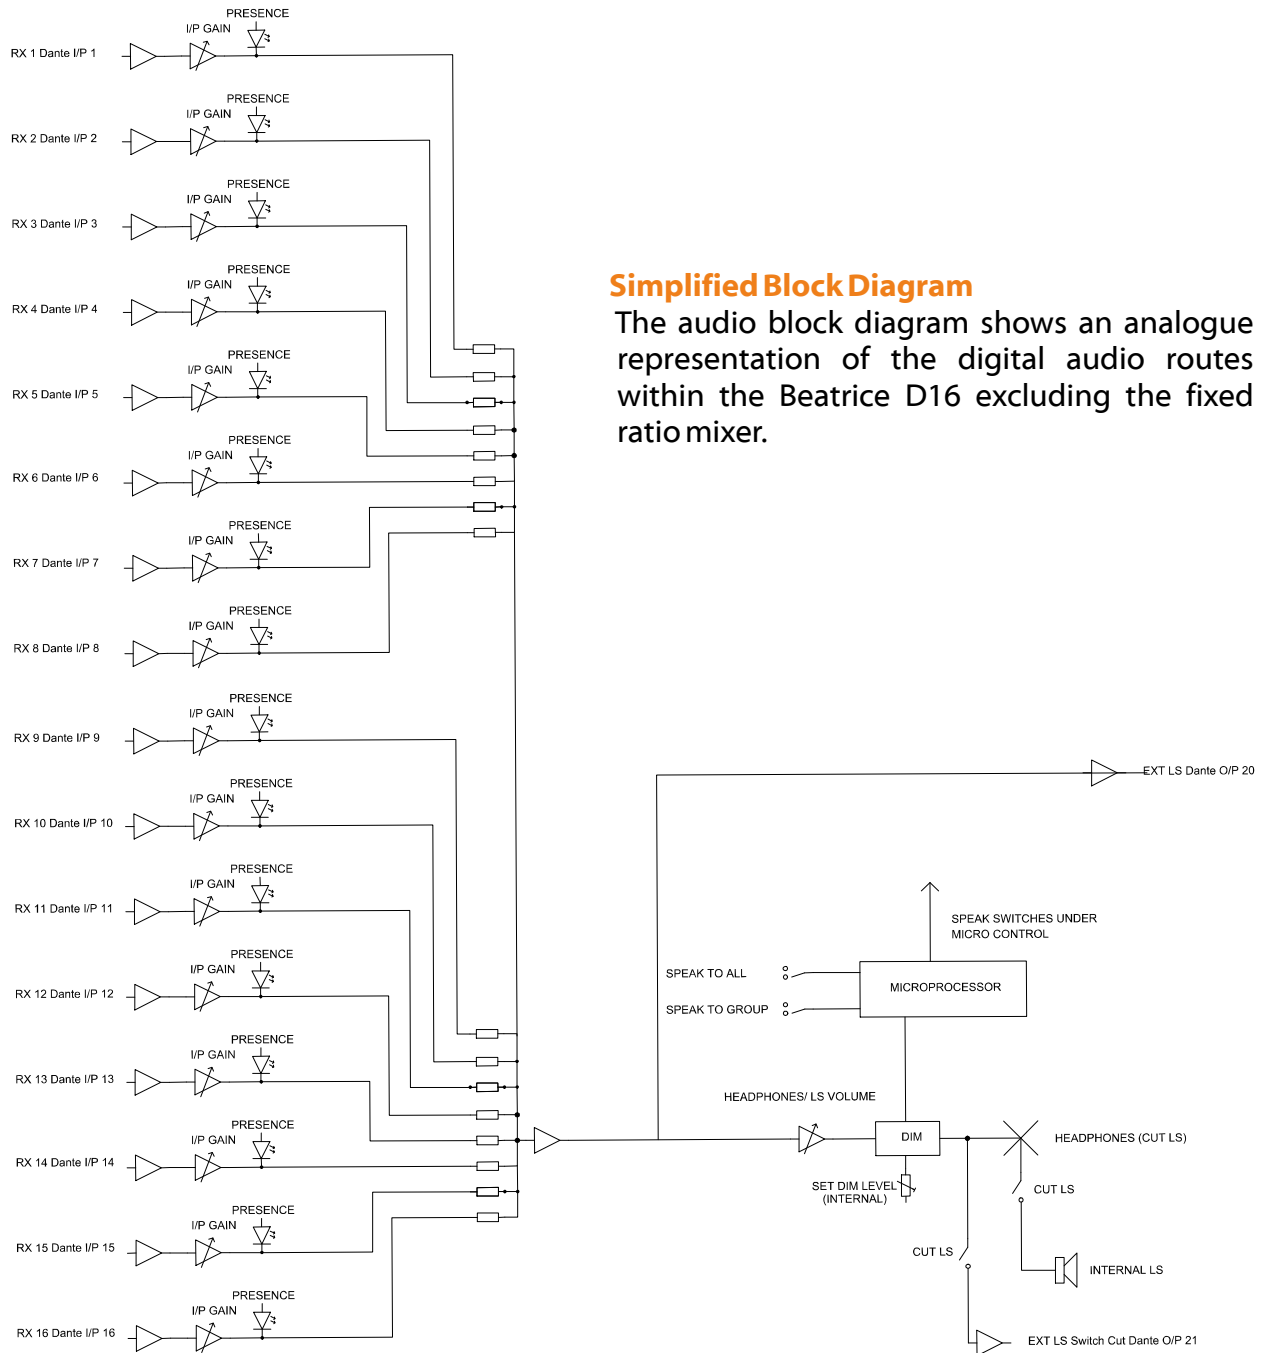 PRESENCE
I/P GAIN
RX 1 Dante I/P 1
PRESENCE
I/P GAIN
RX 2 Dante I/P 2
PRESENCE
I/P GAIN
RX 3 Dante I/P 3
PRESENCE
I/P GAIN
RX 4 Dante I/P 4
PRESENCE
I/P GAIN
RX 5 Dante I/P 5
PRESENCE
I/P GAIN
RX 6 Dante I/P 6
PRESENCE
I/P GAIN
RX 7 Dante I/P 7
PRESENCE
I/P GAIN
RX 8 Dante I/P 8
PRESENCE
I/P GAIN
RX 9 Dante I/P 9
PRESENCE
I/P GAIN
RX 10 Dante I/P 10
PRESENCE
I/P GAIN
RX 11 Dante I/P 11
PRESENCE
I/P GAIN
RX 12 Dante I/P 12
PRESENCE
I/P GAIN
RX 13 Dante I/P 13
PRESENCE
I/P GAIN
RX 14 Dante I/P 14
PRESENCE
I/P GAIN
RX 15 Dante I/P 15
PRESENCE
I/P GAIN
RX 16 Dante I/P 16
Simplified Block Diagram
The audio block diagram shows an analogue
representation of the digital audio routes
within the Beatrice D16 excluding the fixed
ratio mixer.
EXT LS Dante O/P 20
SPEAK SWITCHES UNDER
MICRO CONTROL
SPEAK TO ALL
MICROPROCESSOR
SPEAK TO GROUP
HEADPHONES/ LS VOLUME
DIM
HEADPHONES (CUT LS)
SET DIM LEVEL
(INTERNAL)
CUT LS
CUT LS
INTERNAL LS
EXT LS Switch Cut Dante O/P 21